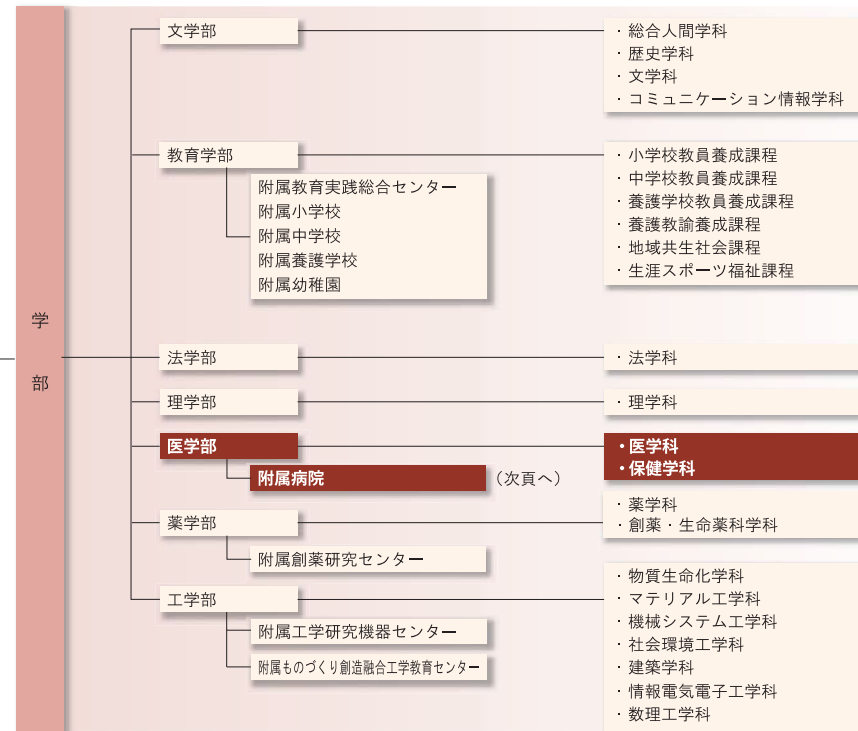 学部
文学部
・総合人間学科
・歴史学科
・文学科
・コミュニケーション情報学科
教育学部
附属教育実践総合センター
附属小学校
附属中学校
附属養護学校
附属幼稚園
・小学校教員養成課程
・中学校教員養成課程
・養護学校教員養成課程
・養護教諭養成課程
・地域共生社会課程
・生涯スポーツ福祉課程
法学部
・法学科
理学部
・理学科
医学部
附属病院
（次頁へ）
・医学科
・保健学科
薬学部
附属創薬研究センター
・薬学科
・創薬・生命薬科学科
工学部
附属工学研究機器センター
附属ものづくり創造融合工学教育センター
・物質生命化学科
・マテリアル工学科
・機械システム工学科
・社会環境工学科
・建築学科
・情報電気電子工学科
・数理工学科